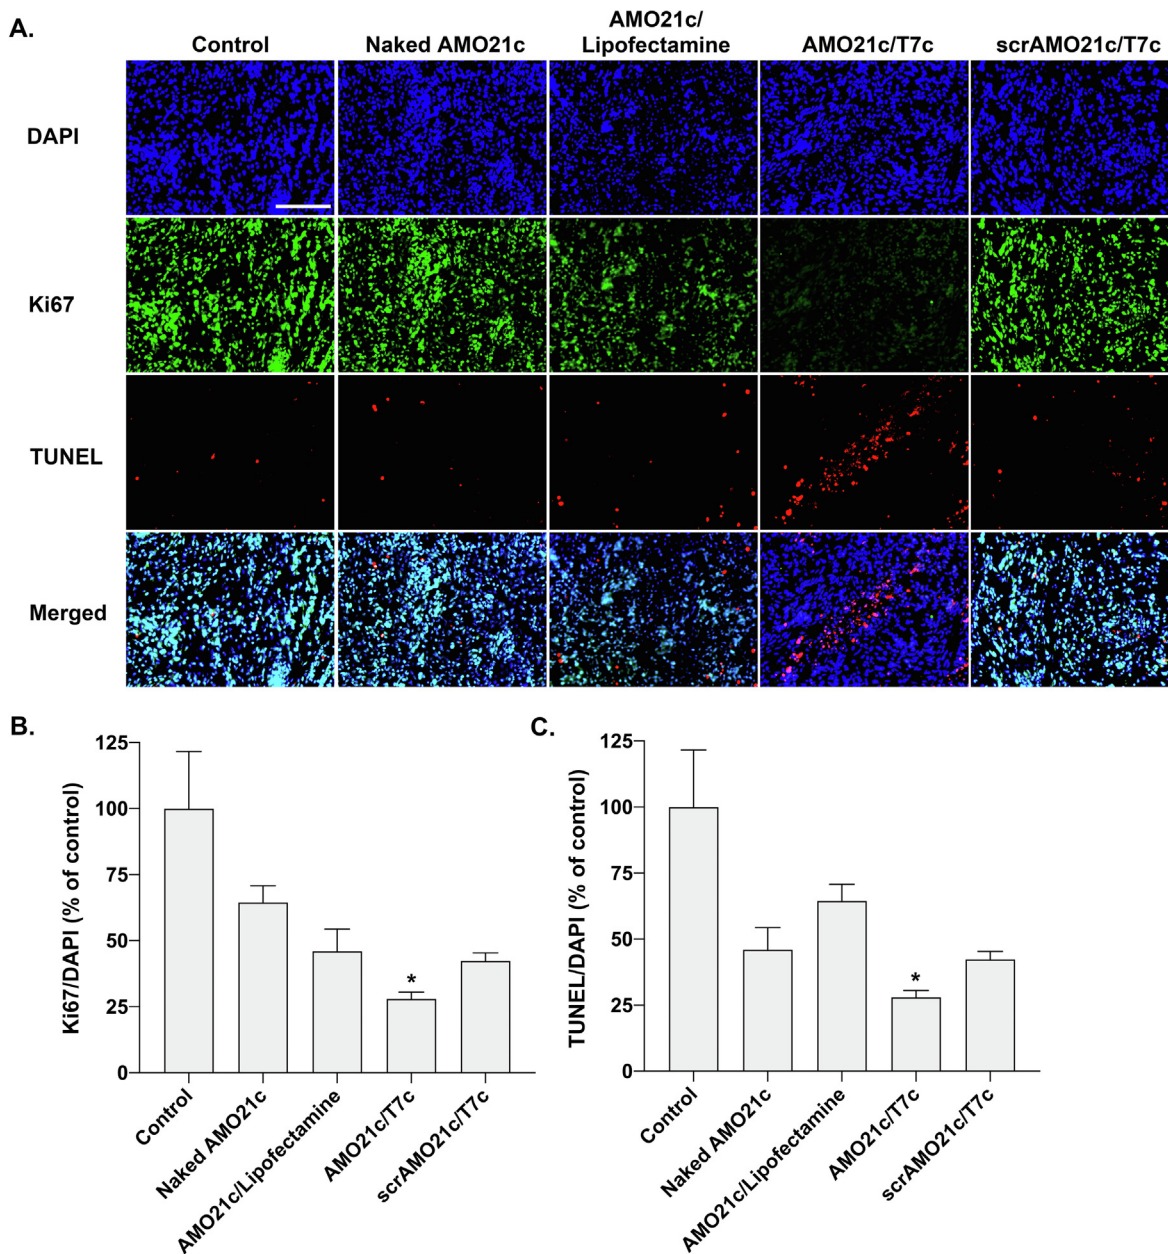 A.
Control
Naked AMO21c
AMO21c/
Lipofectamine
AMO21c/T7c
scrAMO21c/T7c
DAPI
Ki67
TUNEL
Merged
B.
Ki67/DAPI (% of control)
125
100
75
50
25
0
Control
Naked AMO21c
AMO21c/Lipofectamine
AMO21c/T7c
scrAMO21c/T7c
*
C.
TUNEL/DAPI (% of control)
125
100
75
50
25
0
Control
Naked AMO21c
AMO21c/Lipofectamine
AMO21c/T7c
scrAMO21c/T7c
*